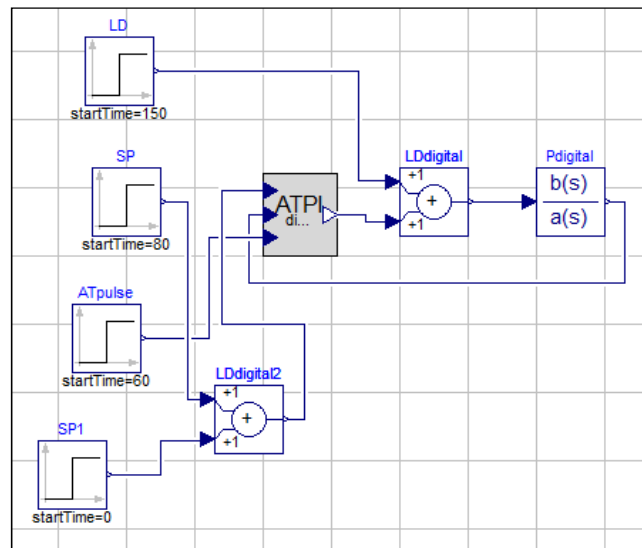 LD
startTime=150
SP
startTime=80
ATPI
di...
LDdigital
+1
+
+1
Pdigital
b(s)
a(s)
ATpulse
startTime=60
LDdigital2
+1
+
+1
SP1
startTime=0